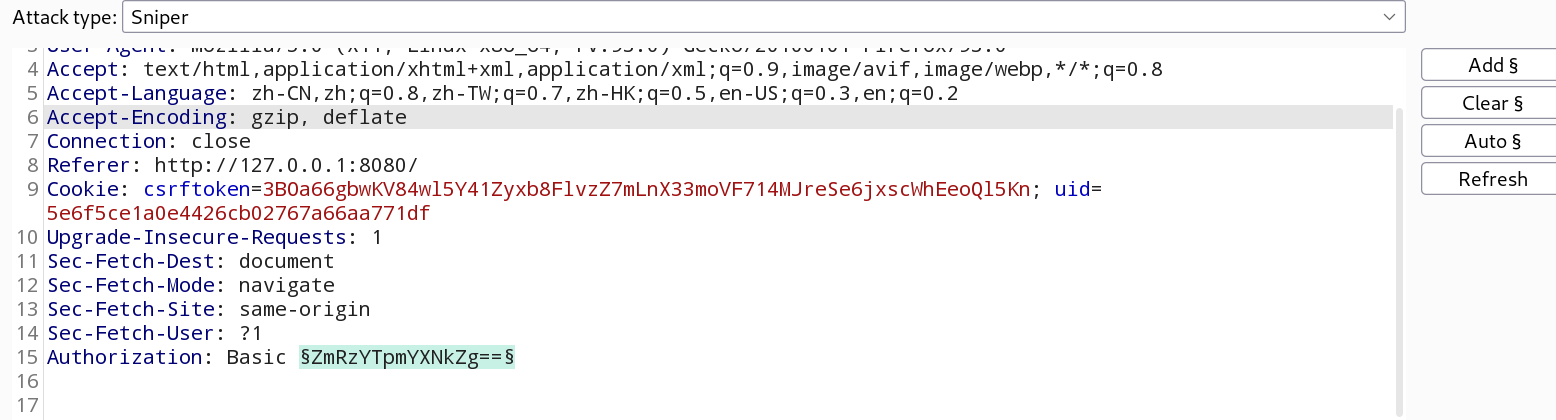 Attack type: Sniper
4 Accept: text/html,application/xhtml+xml,application/xml;q=0.9,image/avif,image/webp,*/*;q=0.8
Add §
5 Accept-Language: zh-CN,zh;q=0.8,zh-TW;q=0.7,zh-HK;q=0.5,en-US;q=0.3,en;q=0.2
Clear §
6 Accept-Encoding: gzip, deflate
7 Connection: close
Auto §
8 Referer: http://127.0.0.1:8080/
Refresh
9 Cookie: csrftoken=3BOa66gbwKV84wl5Y41Zyxb8FlvzZ7mLnX33moVF714MJreSe6jxscWhEeoQl5Kn; uid=
5e6f5ce1a0e4426cb02767a66aa771df
10 Upgrade-Insecure-Requests: 1
11 Sec-Fetch-Dest: document
12 Sec-Fetch-Mode: navigate
13 Sec-Fetch-Site: same-origin
14 Sec-Fetch-User: ?1
15 Authorization: Basic §ZmRzYTpmYXNkZg==§
16
17